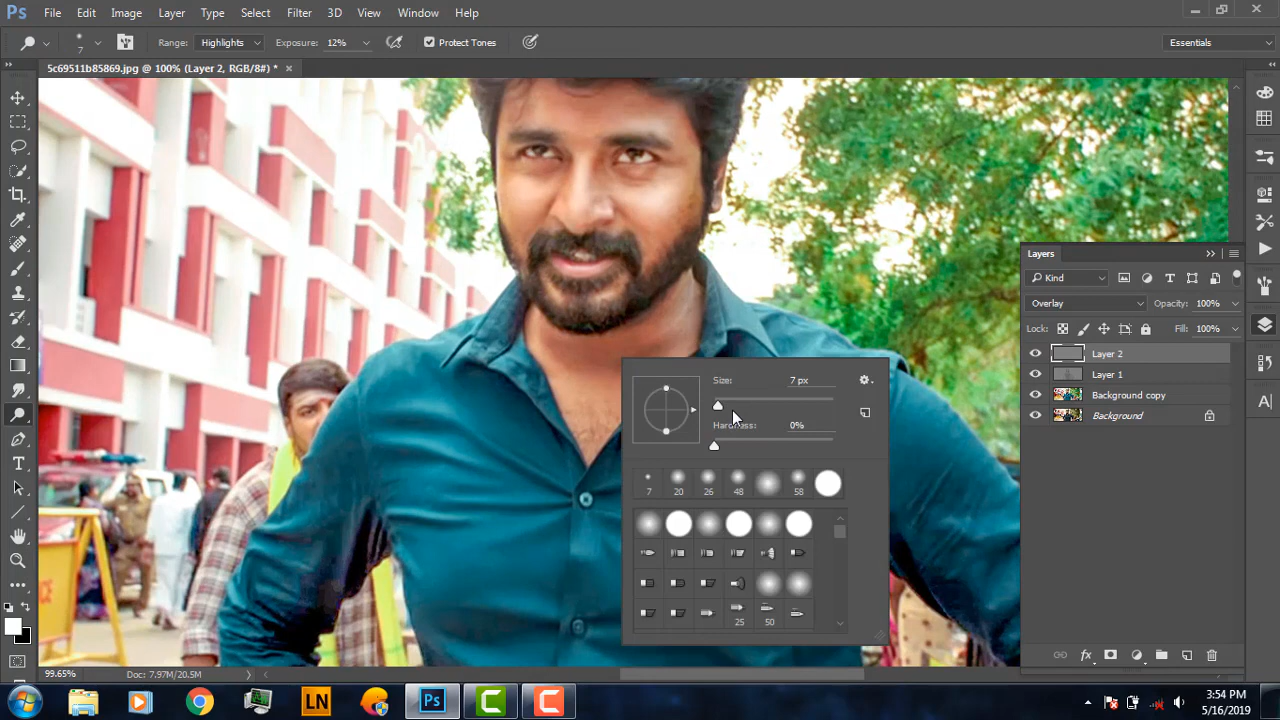 Ps File Edit Image Layer Type Select Filter 3D View Window Help
7 Range: Highlights Exposure: 12% Protect Tones Essentials
5c69511b85869.jpg @ 100% (Layer 2, RGB/8#) * ×
Layers
Kind
Overlay Opacity: 100%
Lock: Fill: 100%
Layer 2
Layer 1
Background copy
Background
Size: 7 px
Hardness: 0%
7 20 26 48 58
25 50
fx
99.65% Doc: 7.97M/20.5M
LN Ps
3:54 PM
5/16/2019